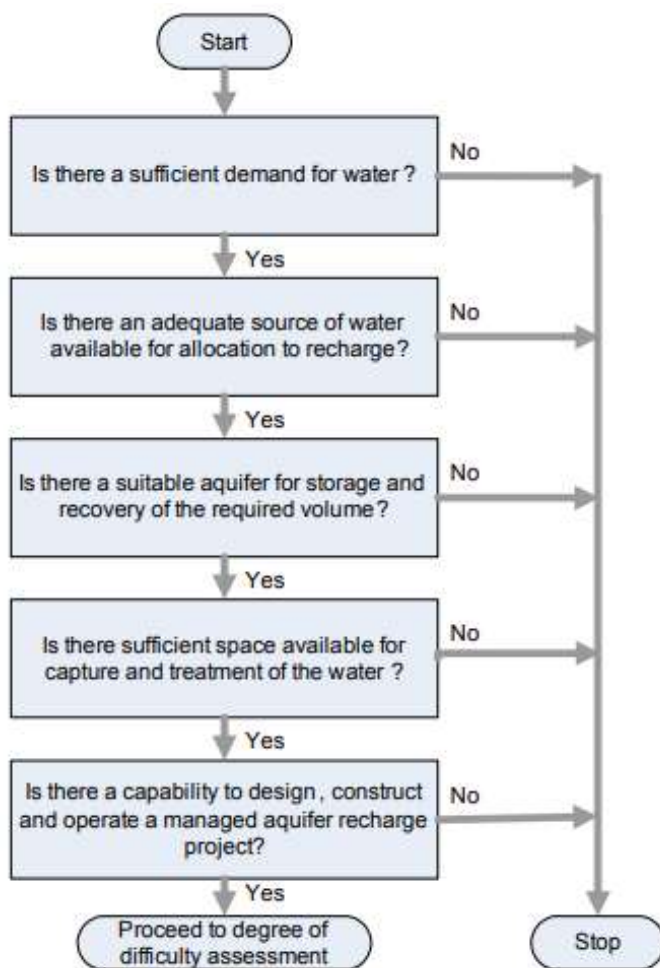 Start
Is there a sufficient demand for water ?
No
Yes
Is there an adequate source of water
available for allocation to recharge?
No
Yes
Is there a suitable aquifer for storage and
recovery of the required volume?
No
Yes
Is there sufficient space available for
capture and treatment of the water ?
No
Yes
Is there a capability to design , construct
and operate a managed aquifer recharge
project?
No
Yes
Proceed to degree of
difficulty assessment
Stop